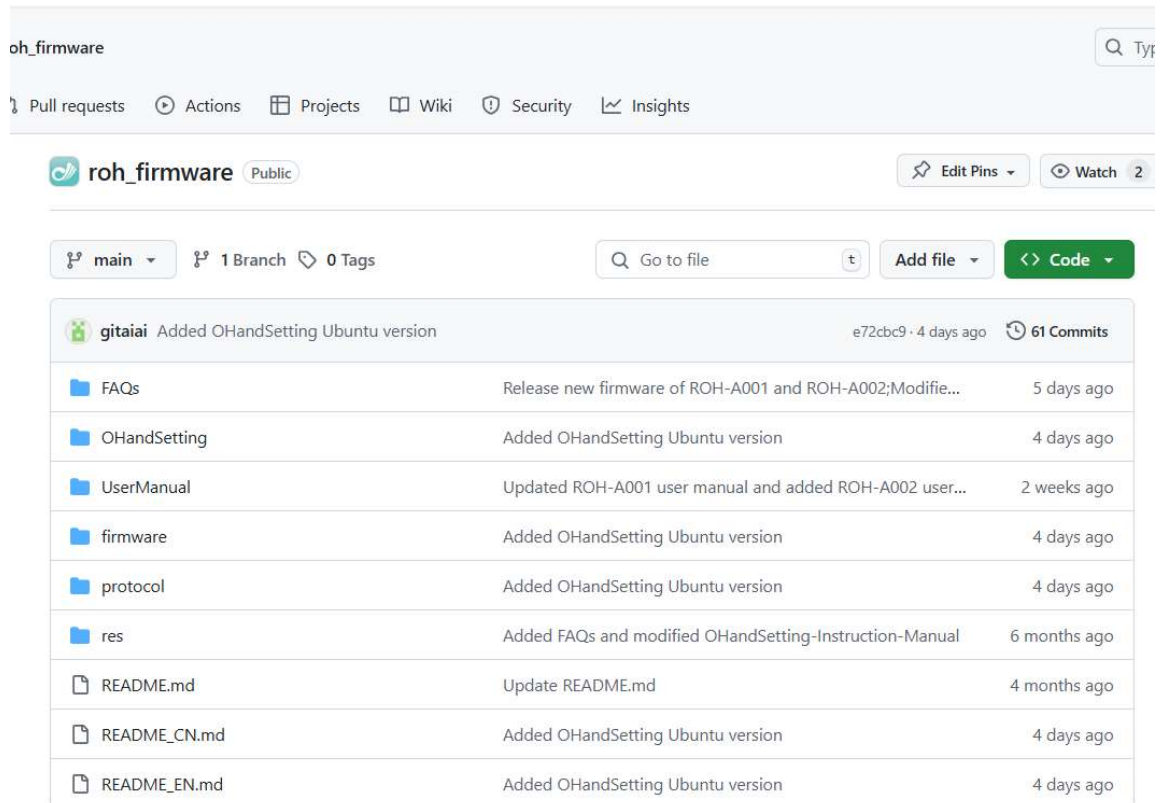 oh_firmware
Typ
Pull requests Actions Projects Wiki Security Insights
roh_firmware Public Edit Pins Watch 2
main 1 Branch 0 Tags Go to file t Add file Code
gitaiai Added OHandSetting Ubuntu version e72cbc9 · 4 days ago 61 Commits
FAQs Release new firmware of ROH-A001 and ROH-A002;Modifie... 5 days ago
OHandSetting Added OHandSetting Ubuntu version 4 days ago
UserManual Updated ROH-A001 user manual and added ROH-A002 user... 2 weeks ago
firmware Added OHandSetting Ubuntu version 4 days ago
protocol Added OHandSetting Ubuntu version 4 days ago
res Added FAQs and modified OHandSetting-Instruction-Manual 6 months ago
README.md Update README.md 4 months ago
README_CN.md Added OHandSetting Ubuntu version 4 days ago
README_EN.md Added OHandSetting Ubuntu version 4 days ago